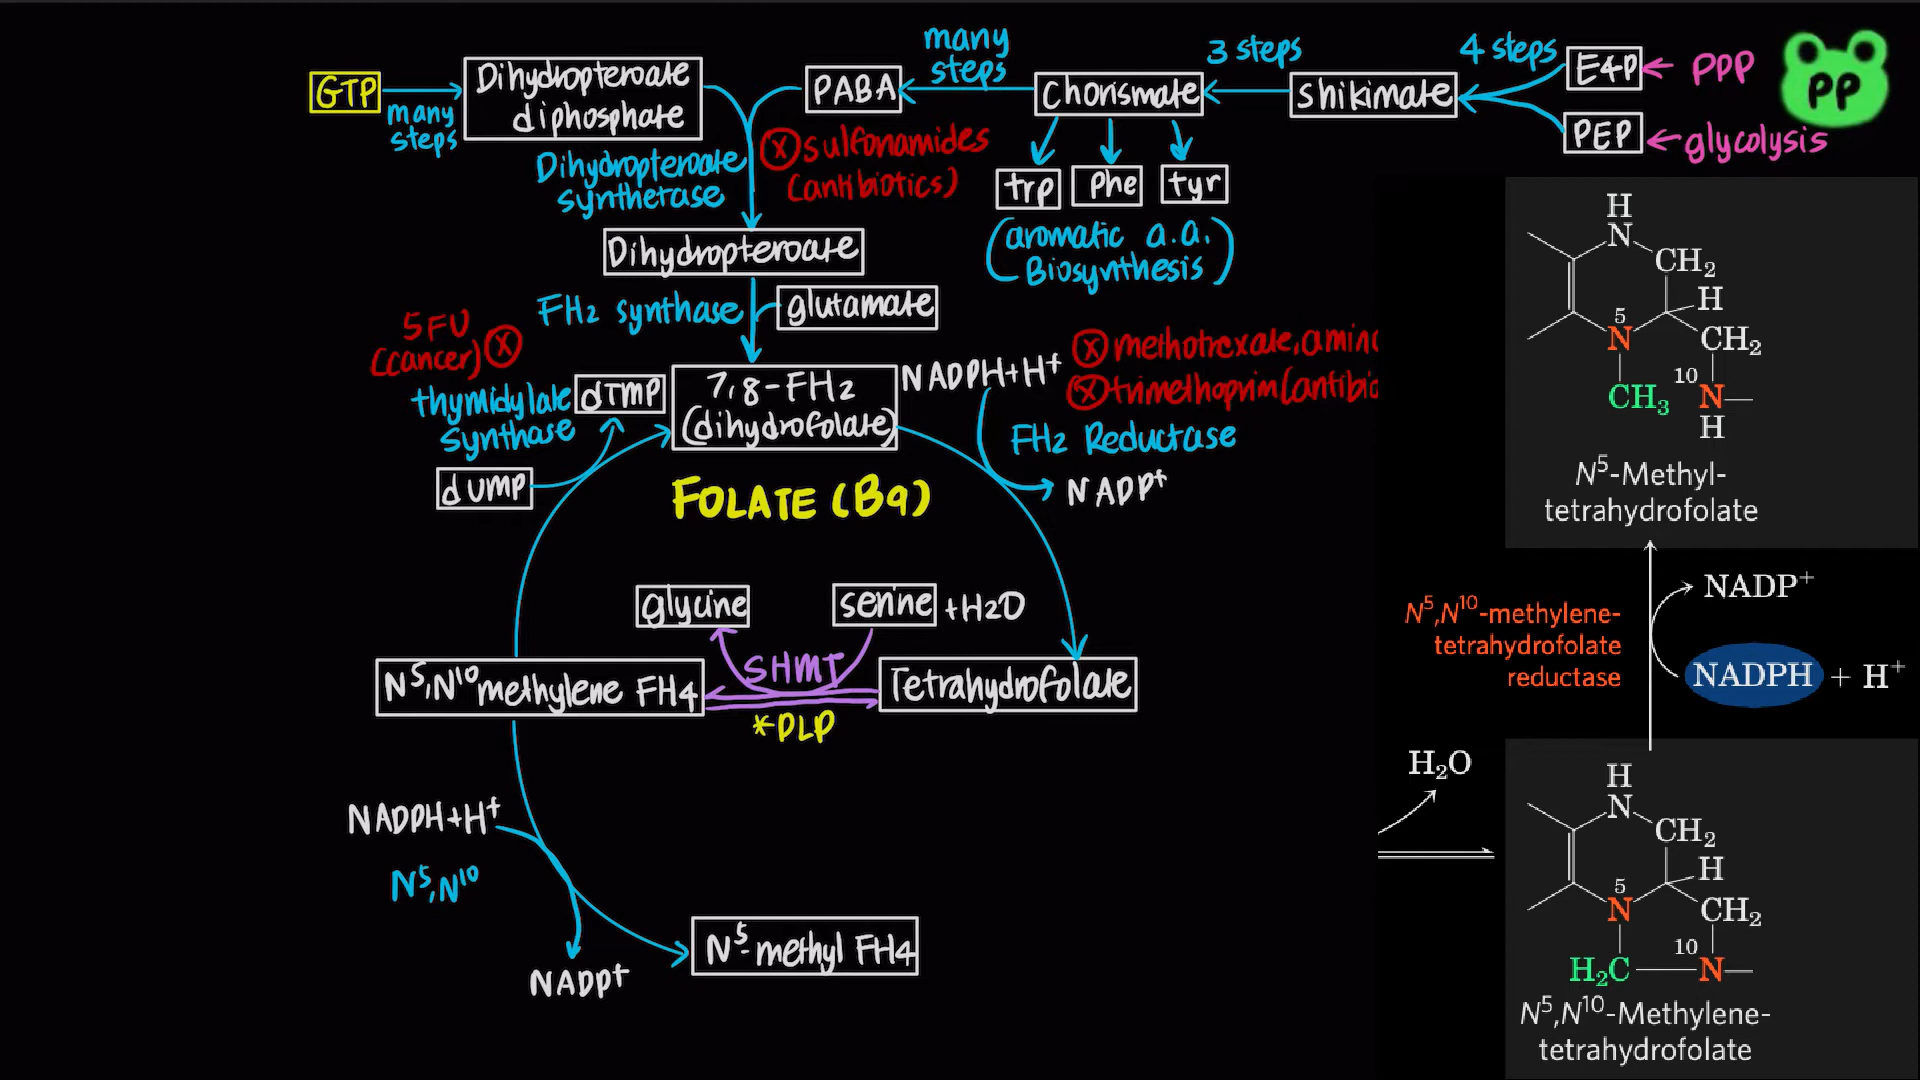 GTP
many
steps
Dihydropteroate
diphosphate
PABA
many
steps
Chorismate
3 steps
shikimate
4 steps
E4P
PPP
PP
PEP
glycolysis
Dihydropteroate
synthetase
sulfonamides
(antibiotics)
trp
Phe
tyr
(aromatic a.a.
Biosynthesis)
Dihydropteroate
FH2 synthase
glutamate
5FU
(cancer)
thymidylate
synthase
dTMP
dUMP
7,8-FH2
(dihydrofolate)
NADPH+H⁺
methotrexate, amino
trimethoprim (antibio
FH2 Reductase
NADP⁺
FOLATE (B9)
glycine
serine +H2O
SHMT
*PLP
N⁵,N¹⁰ methylene FH4
Tetrahydrofolate
NADPH+H⁺
N⁵,N¹⁰
NADP⁺
N⁵-methyl FH4
H
N
CH₂
H
5
N
CH₂
10
CH₃
N
H
N⁵-Methyl-
tetrahydrofolate
NADP⁺
N⁵,N¹⁰-methylene-
tetrahydrofolate
reductase
NADPH + H⁺
H₂O
H
N
CH₂
H
5
N
CH₂
10
H₂C
N
N⁵,N¹⁰-Methylene-
tetrahydrofolate